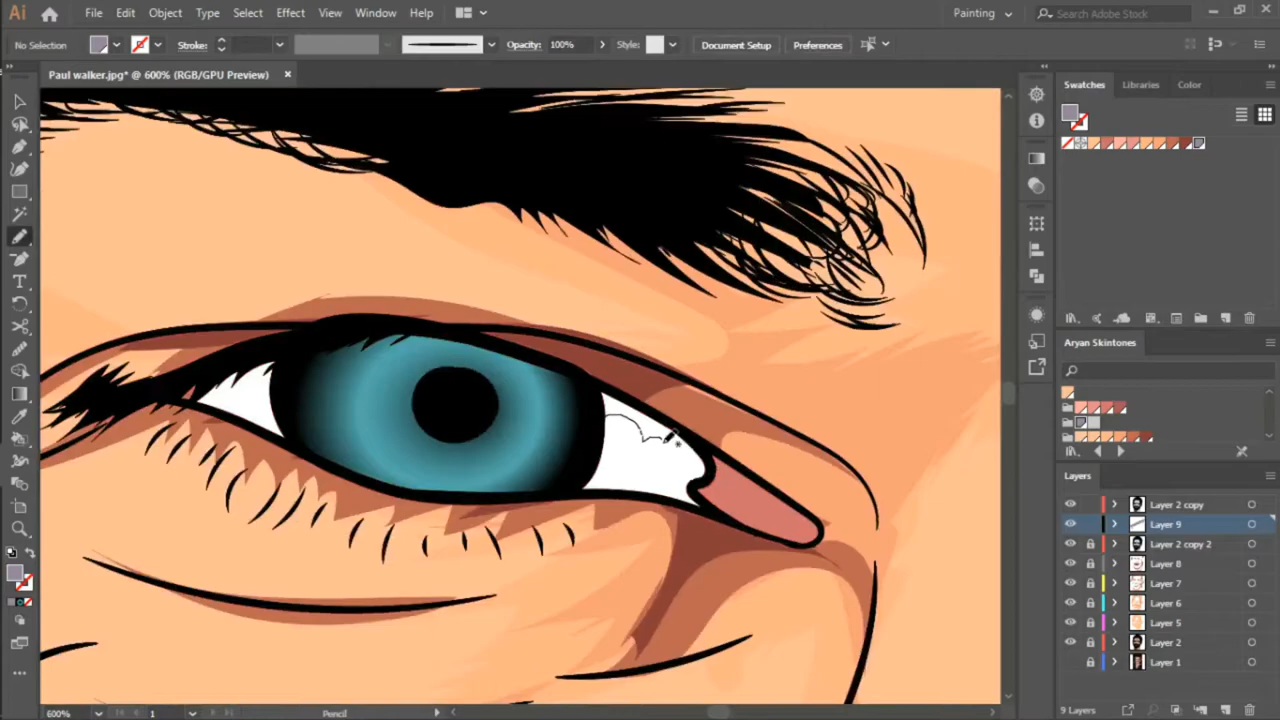 Ai File Edit Object Type Select Effect View Window Help Painting Search Adobe Stock
No Selection Stroke: Opacity: 100% Style: Document Setup Preferences
Paul walker.jpg* @ 600% (RGB/GPU Preview)
Swatches Libraries Color
Aryan Skintones
Layers
Layer 2 copy
Layer 9
Layer 2 copy 2
Layer 8
Layer 7
Layer 6
Layer 5
Layer 2
Layer 1
600% 1 Pencil 9 Layers